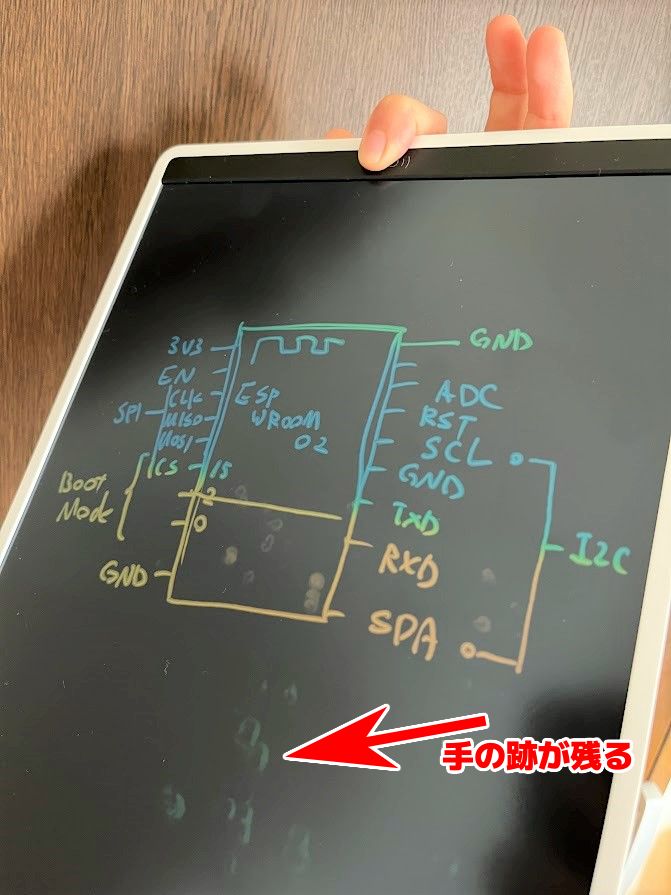 3V3
EN
CLK
SPI
MISO
MOSI
CS
15
Boot
Mode
2
0
GND
ESP
WROOM
02
GND
ADC
RST
SCL
GND
TXD
RXD
SDA
I2C
手の跡が残る